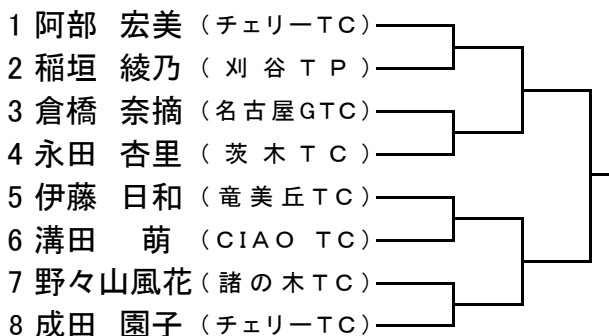 1 阿部 宏美 (チェリーTC)
2 稲垣 綾乃 (刈谷TP)
3 倉橋 奈摘 (名古屋GTC)
4 永田 杏里 (茨木TC)
5 伊藤 日和 (竜美丘TC)
6 溝田 萌 (CIAO TC)
7 野々山風花 (諸の木TC)
8 成田 園子 (チェリーTC)